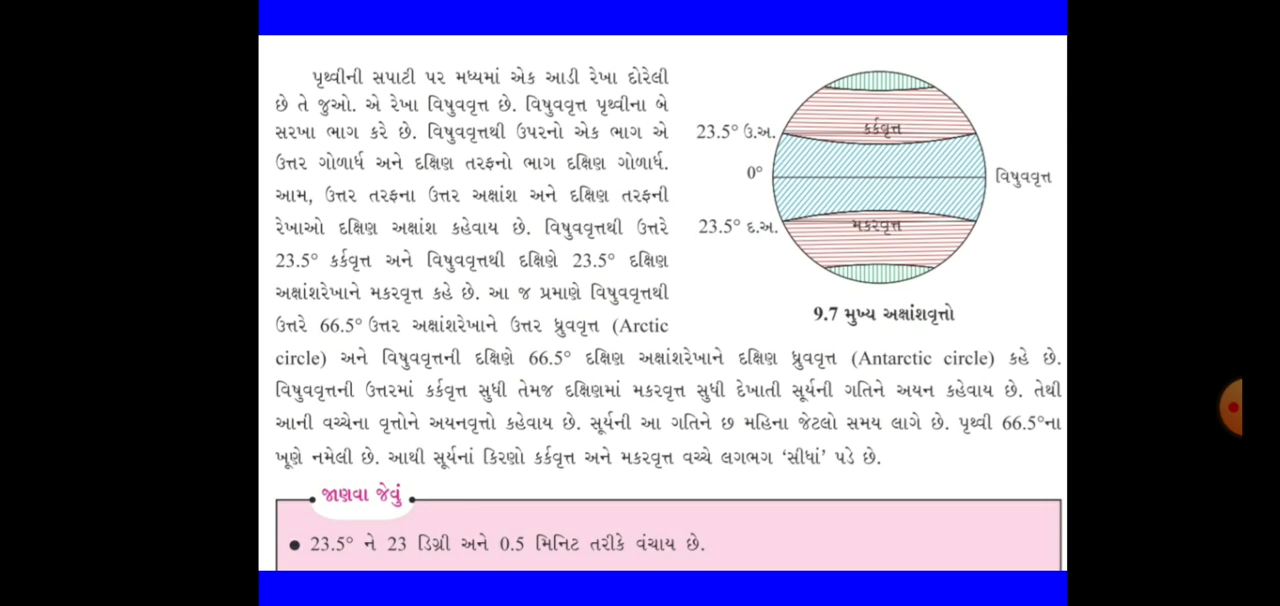 પૃથ્વીની સપાટી પર મધ્યમાં એક આડી રેખા દોરેલી
છે તે જુઓ. એ રેખા વિષુવવૃત્ત છે. વિષુવવૃત્ત પૃથ્વીના બે
સરખા ભાગ કરે છે. વિષુવવૃત્તથી ઉપરનો એક ભાગ એ
ઉત્તર ગોળાર્ધ અને દક્ષિણ તરફનો ભાગ દક્ષિણ ગોળાર્ધ.
આમ, ઉત્તર તરફના ઉત્તર અક્ષાંશ અને દક્ષિણ તરફની
રેખાઓ દક્ષિણ અક્ષાંશ કહેવાય છે. વિષુવવૃત્તથી ઉત્તરે
23.5° કર્કવૃત્ત અને વિષુવવૃત્તથી દક્ષિણે 23.5° દક્ષિણ
અક્ષાંશરેખાને મકરવૃત્ત કહે છે. આ જ પ્રમાણે વિષુવવૃત્તથી
ઉત્તરે 66.5° ઉત્તર અક્ષાંશરેખાને ઉત્તર ધ્રુવવૃત્ત (Arctic
circle) અને વિષુવવૃત્તની દક્ષિણે 66.5° દક્ષિણ અક્ષાંશરેખાને દક્ષિણ ધ્રુવવૃત્ત (Antarctic circle) કહે છે.
વિષુવવૃત્તની ઉત્તરમાં કર્કવૃત્ત સુધી તેમજ દક્ષિણમાં મકરવૃત્ત સુધી દેખાતી સૂર્યની ગતિને અયન કહેવાય છે. તેથી
આની વચ્ચેના વૃત્તોને અયનવૃત્તો કહેવાય છે. સૂર્યની આ ગતિને છ મહિના જેટલો સમય લાગે છે. પૃથ્વી 66.5°ના
ખૂણે નમેલી છે. આથી સૂર્યનાં કિરણો કર્કવૃત્ત અને મકરવૃત્ત વચ્ચે લગભગ ‘સીધાં’ પડે છે.
23.5° ઉ.અ.
કર્કવૃત્ત
0°
વિષુવવૃત્ત
23.5° દ.અ.
મકરવૃત્ત
9.7 મુખ્ય અક્ષાંશવૃત્તો
જાણવા જેવું
● 23.5° ને 23 ડિગ્રી અને 0.5 મિનિટ તરીકે વંચાય છે.